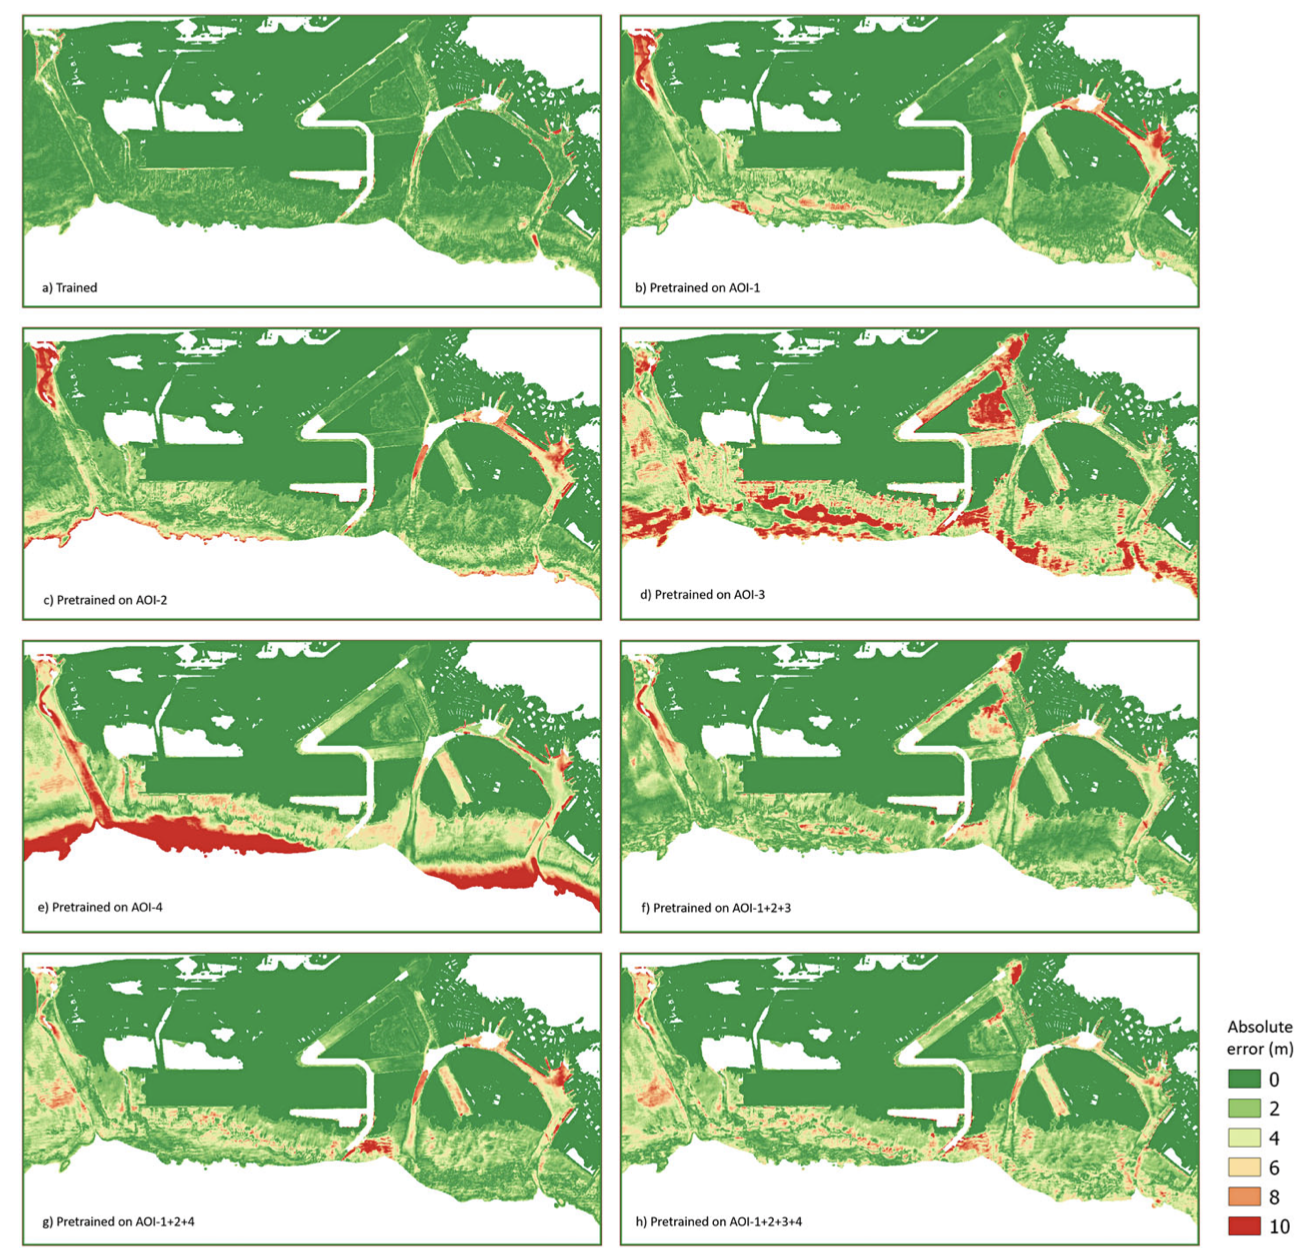 a) Trained
b) Pretrained on AOI-1
c) Pretrained on AOI-2
d) Pretrained on AOI-3
e) Pretrained on AOI-4
f) Pretrained on AOI-1+2+3
g) Pretrained on AOI-1+2+4
h) Pretrained on AOI-1+2+3+4
Absolute
error (m)
0
2
4
6
8
10